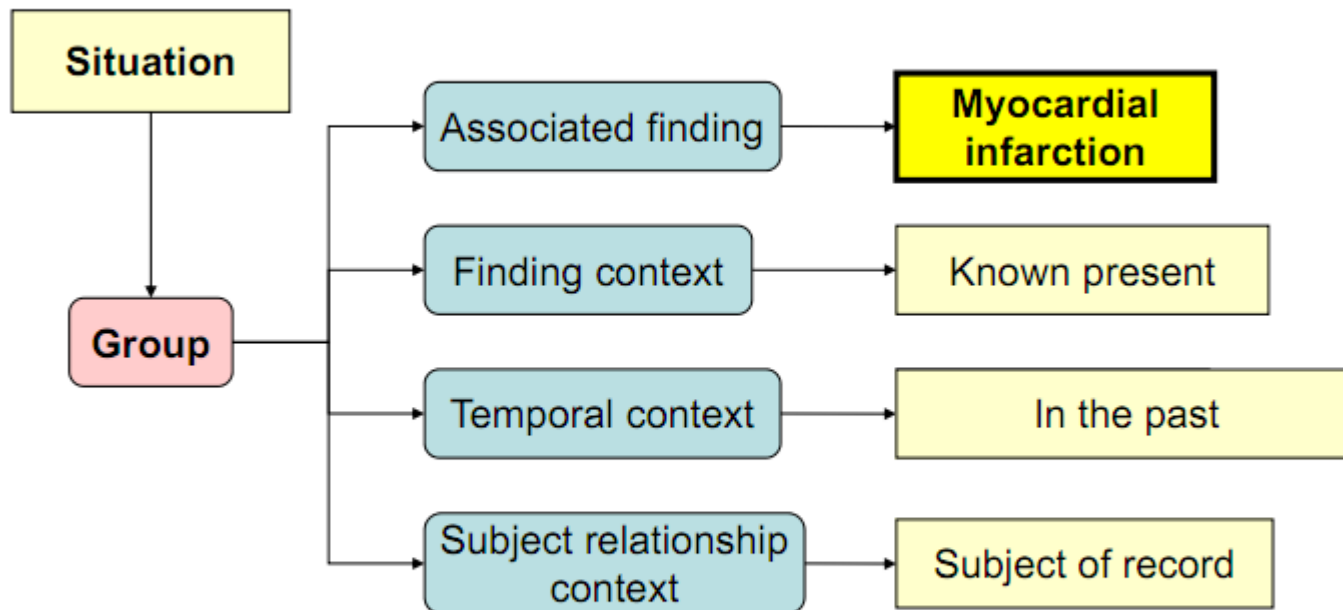 Situation
Associated finding
Myocardial
infarction
Finding context
Known present
Group
Temporal context
In the past
Subject relationship
context
Subject of record